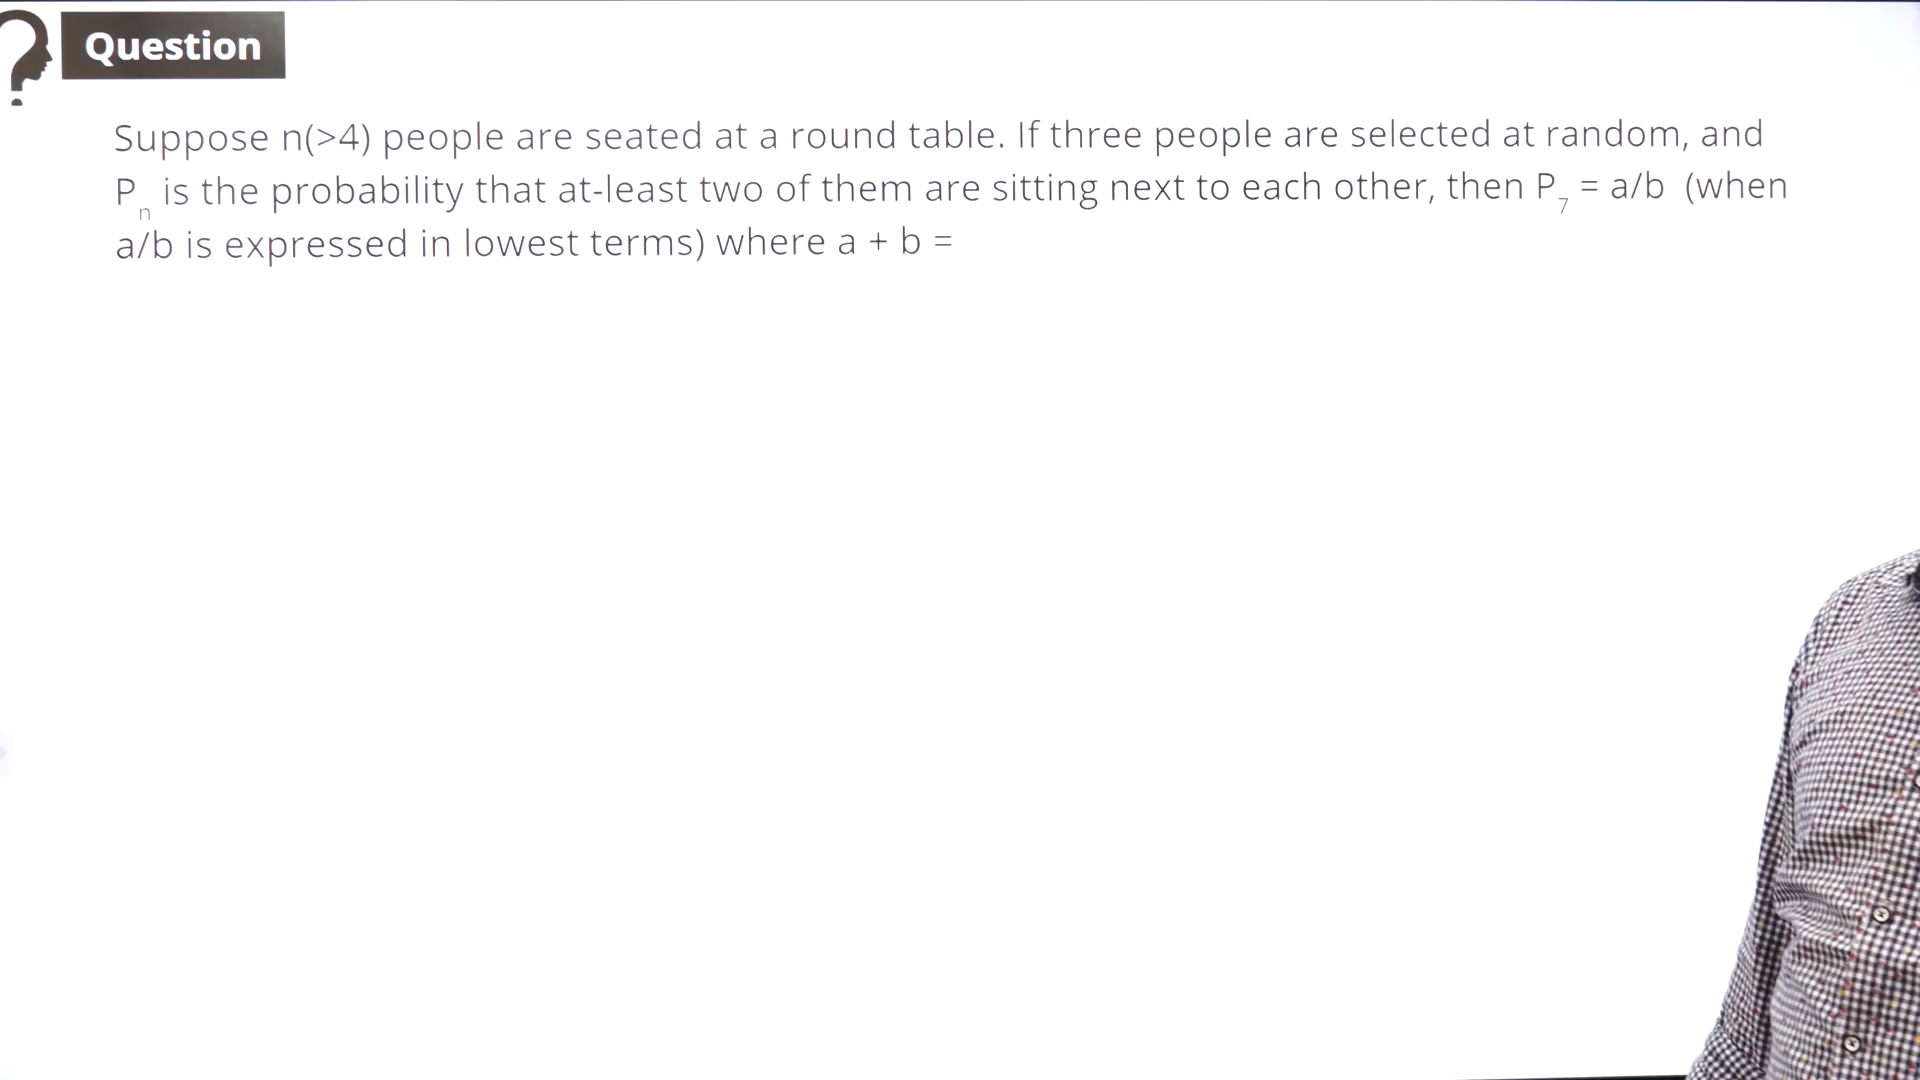 Question
Suppose n(>4) people are seated at a round table. If three people are selected at random, and
Pₙ is the probability that at-least two of them are sitting next to each other, then P₇ = a/b (when
a/b is expressed in lowest terms) where a + b =